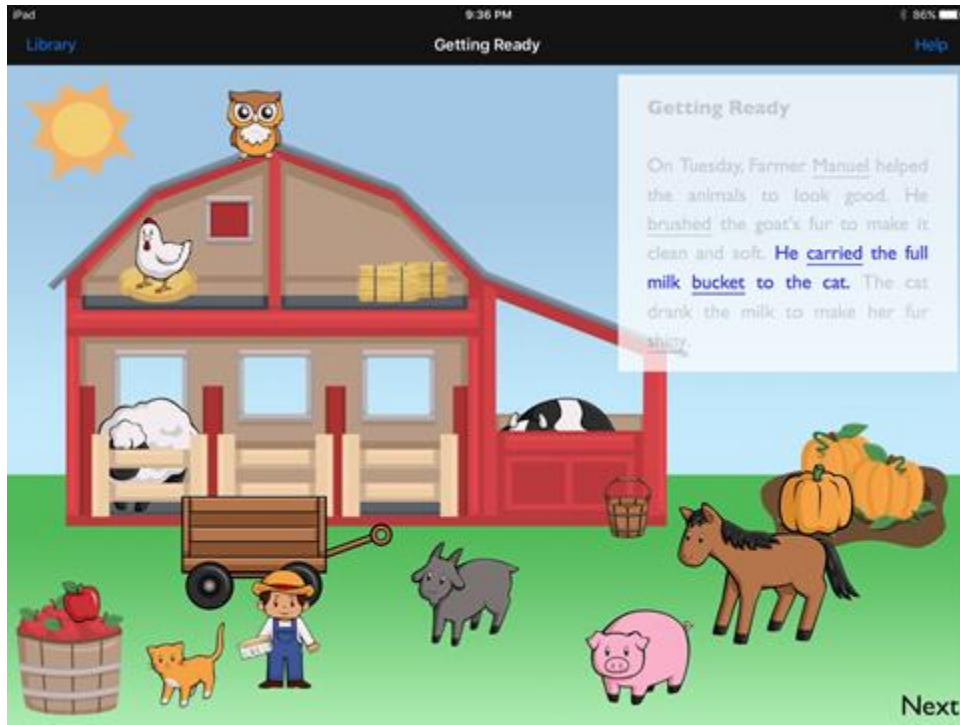 iPad 9:36 PM 86%
Library Getting Ready Help
Getting Ready
On Tuesday, Farmer Manuel helped
the animals to look good. He
brushed the goat's fur to make it
clean and soft. He carried the full
milk bucket to the cat. The cat
drank the milk to make her fur
shiny.
Next